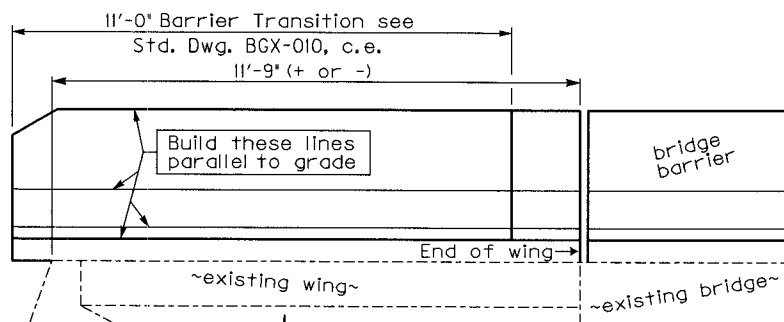 11'-0" Barrier Transition see
Std. Dwg. BGX-010, c.e.
11'-9" (+ or -)
Build these lines
parallel to grade
bridge
barrier
End of wing
~existing wing~
~existing bridge~